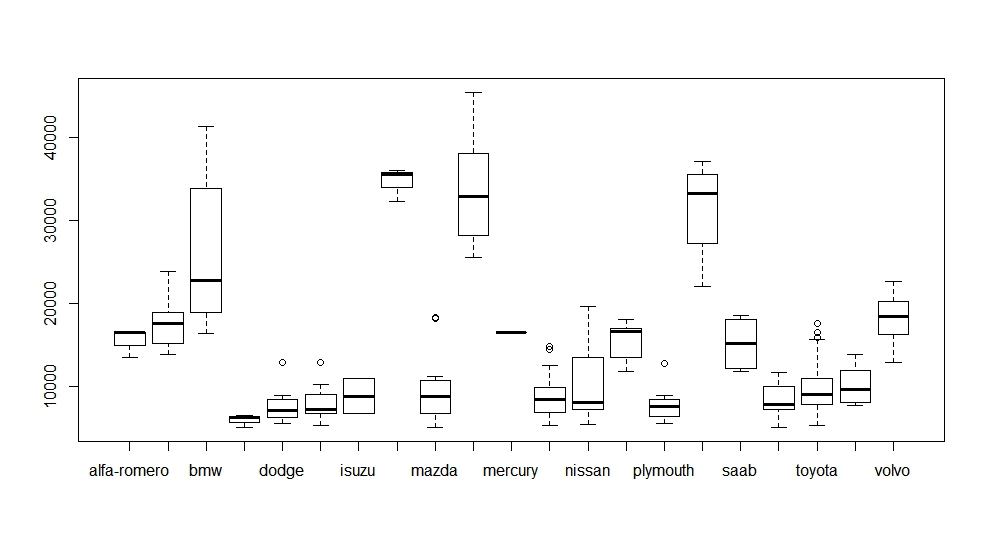 40000
30000
20000
10000
alfa-romero bmw dodge isuzu mazda mercury nissan plymouth saab toyota volvo